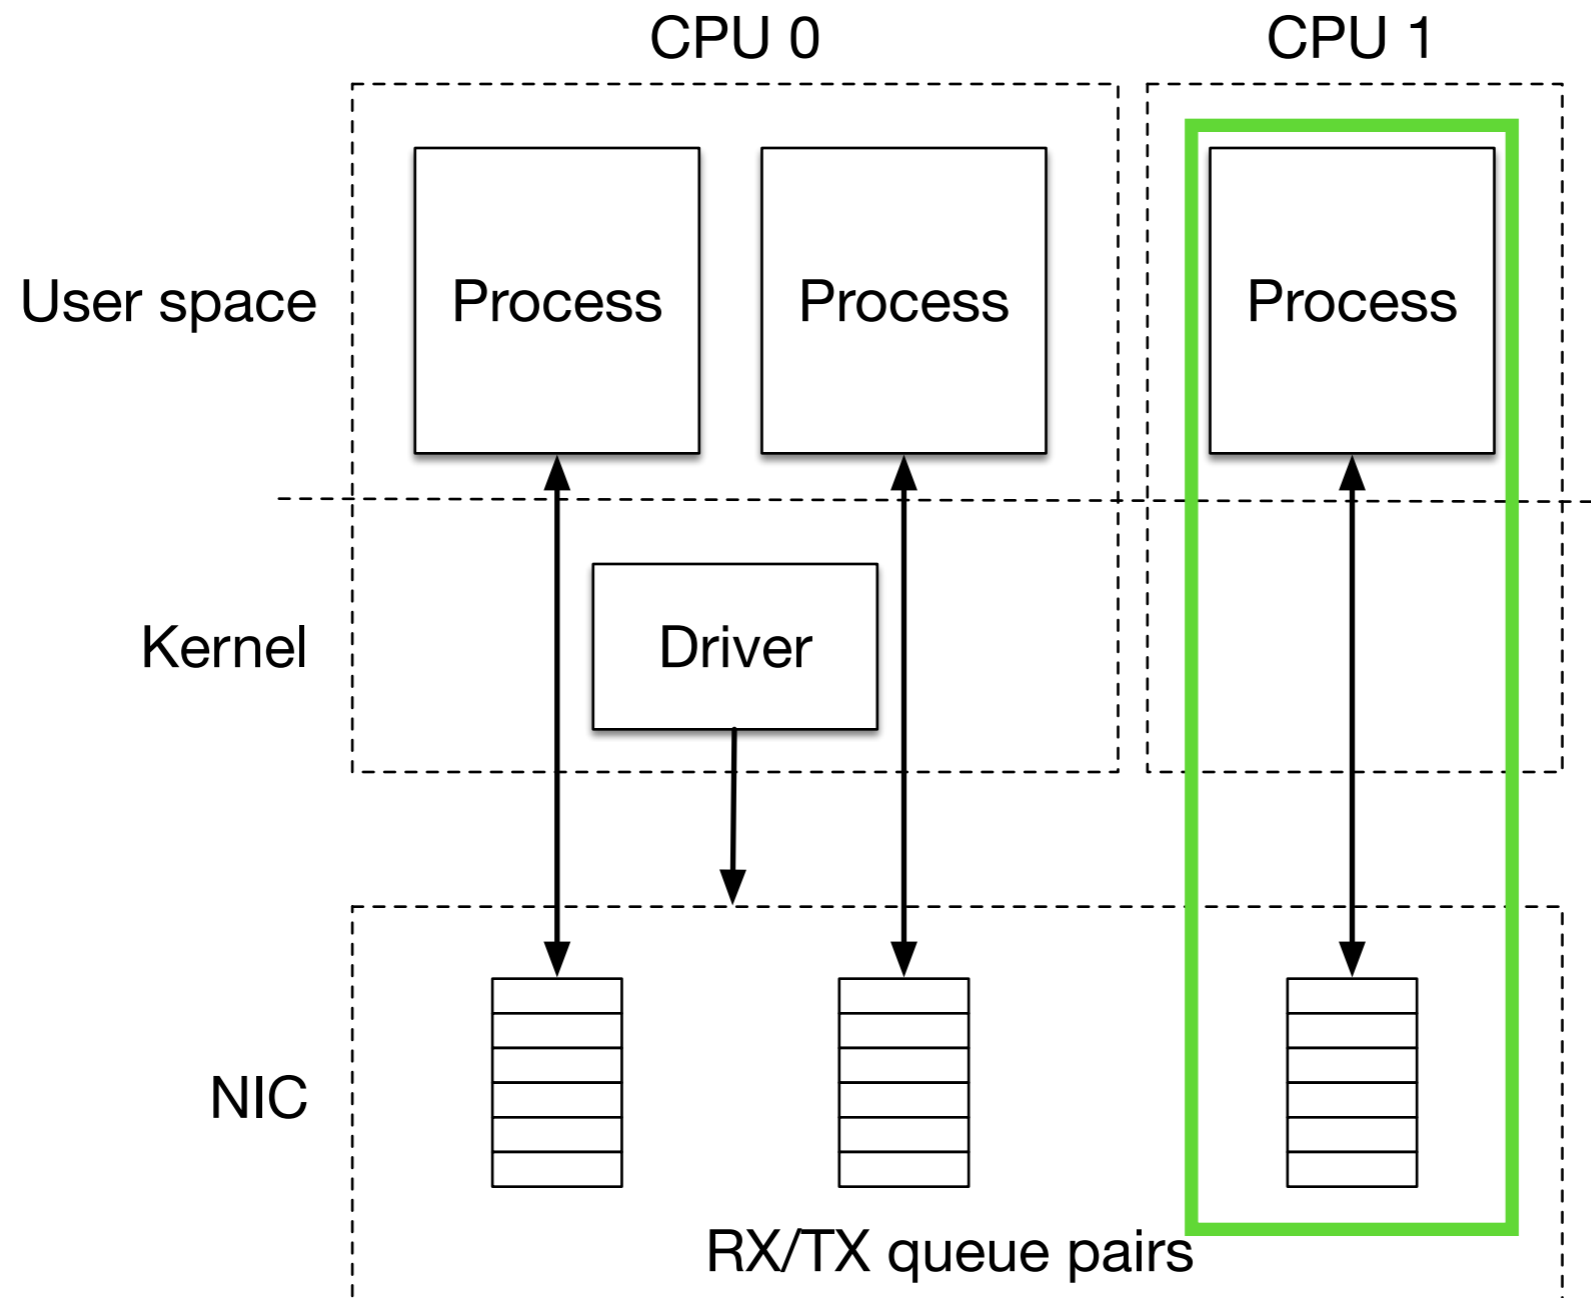 CPU 0
CPU 1
User space
Process
Process
Process
Kernel
Driver
NIC
RX/TX queue pairs